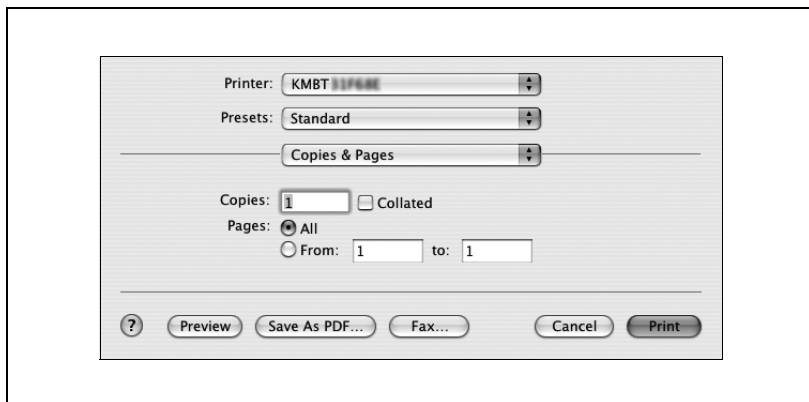 Printer: KMBT
Presets: Standard
Copies & Pages
Copies: 1 Collated
Pages: All
From: 1 to: 1
? Preview Save As PDF... Fax... Cancel Print